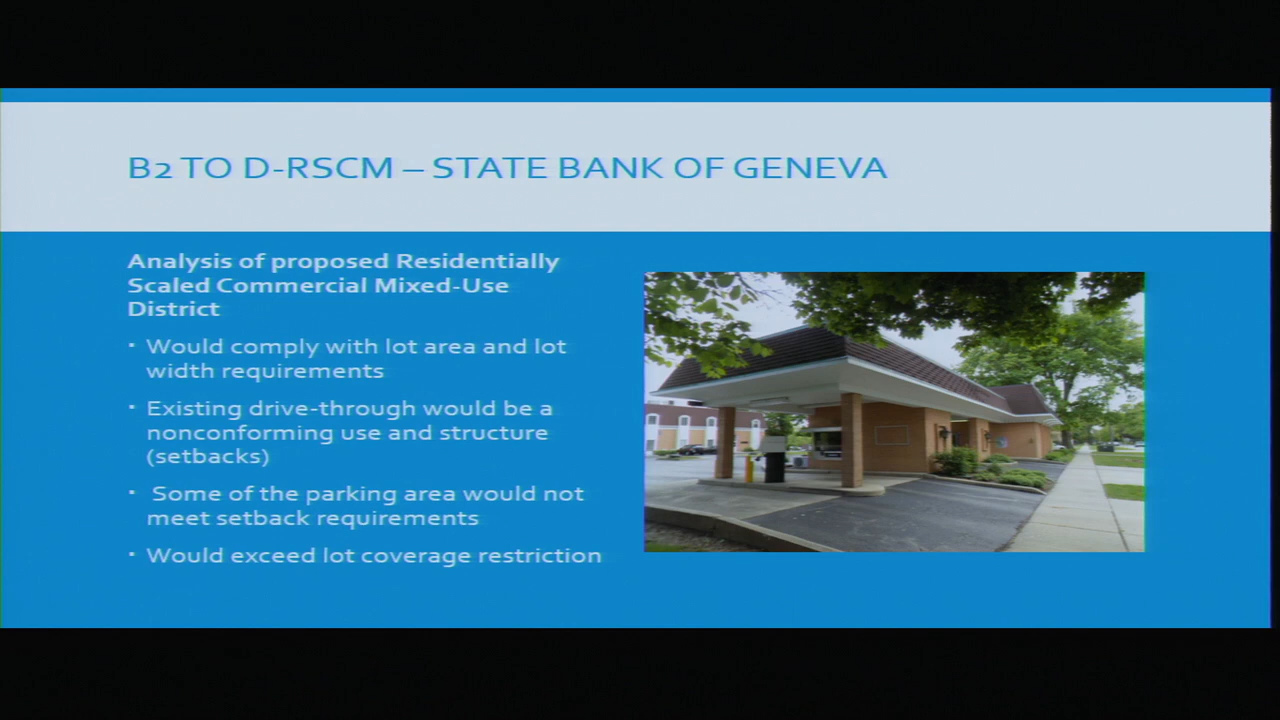 B2 TO D-RSCM – STATE BANK OF GENEVA
Analysis of proposed Residentially
Scaled Commercial Mixed-Use
District
▪ Would comply with lot area and lot
width requirements
▪ Existing drive-through would be a
nonconforming use and structure
(setbacks)
▪ Some of the parking area would not
meet setback requirements
▪ Would exceed lot coverage restriction